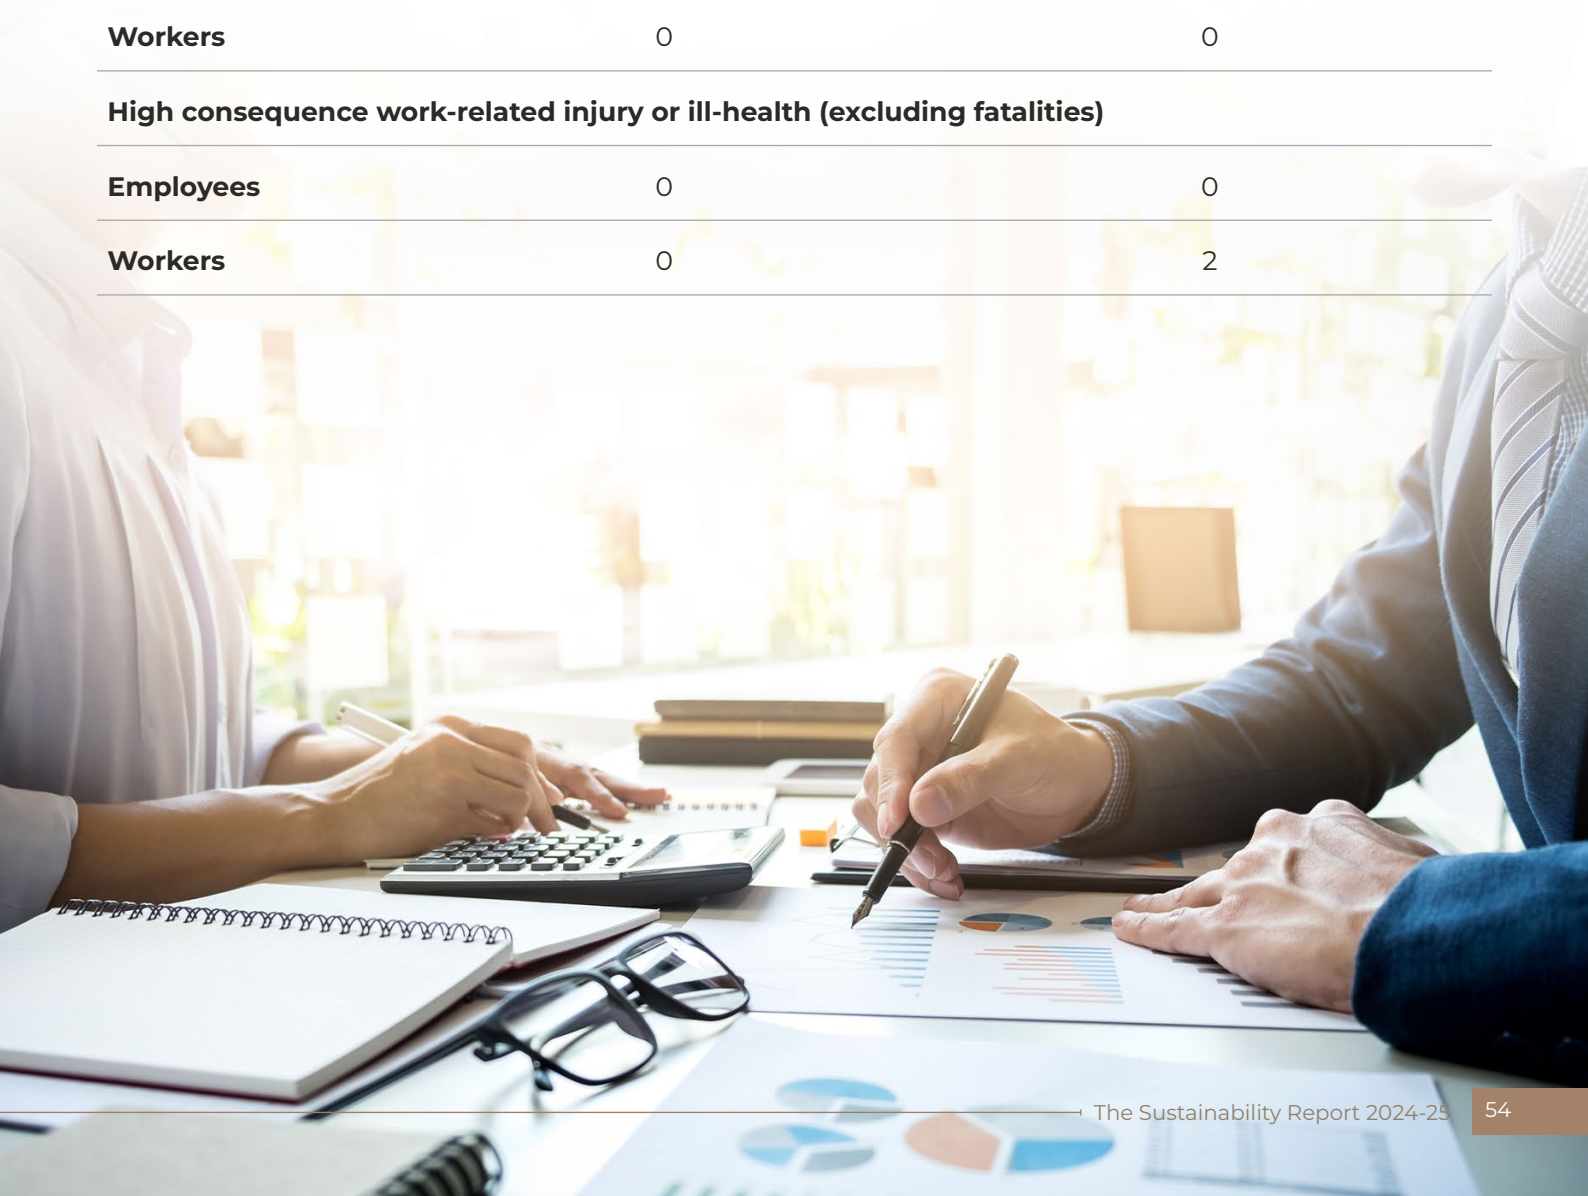 Workers 0 0
High consequence work-related injury or ill-health (excluding fatalities)
Employees 0 0
Workers 0 2
The Sustainability Report 2024-25 54